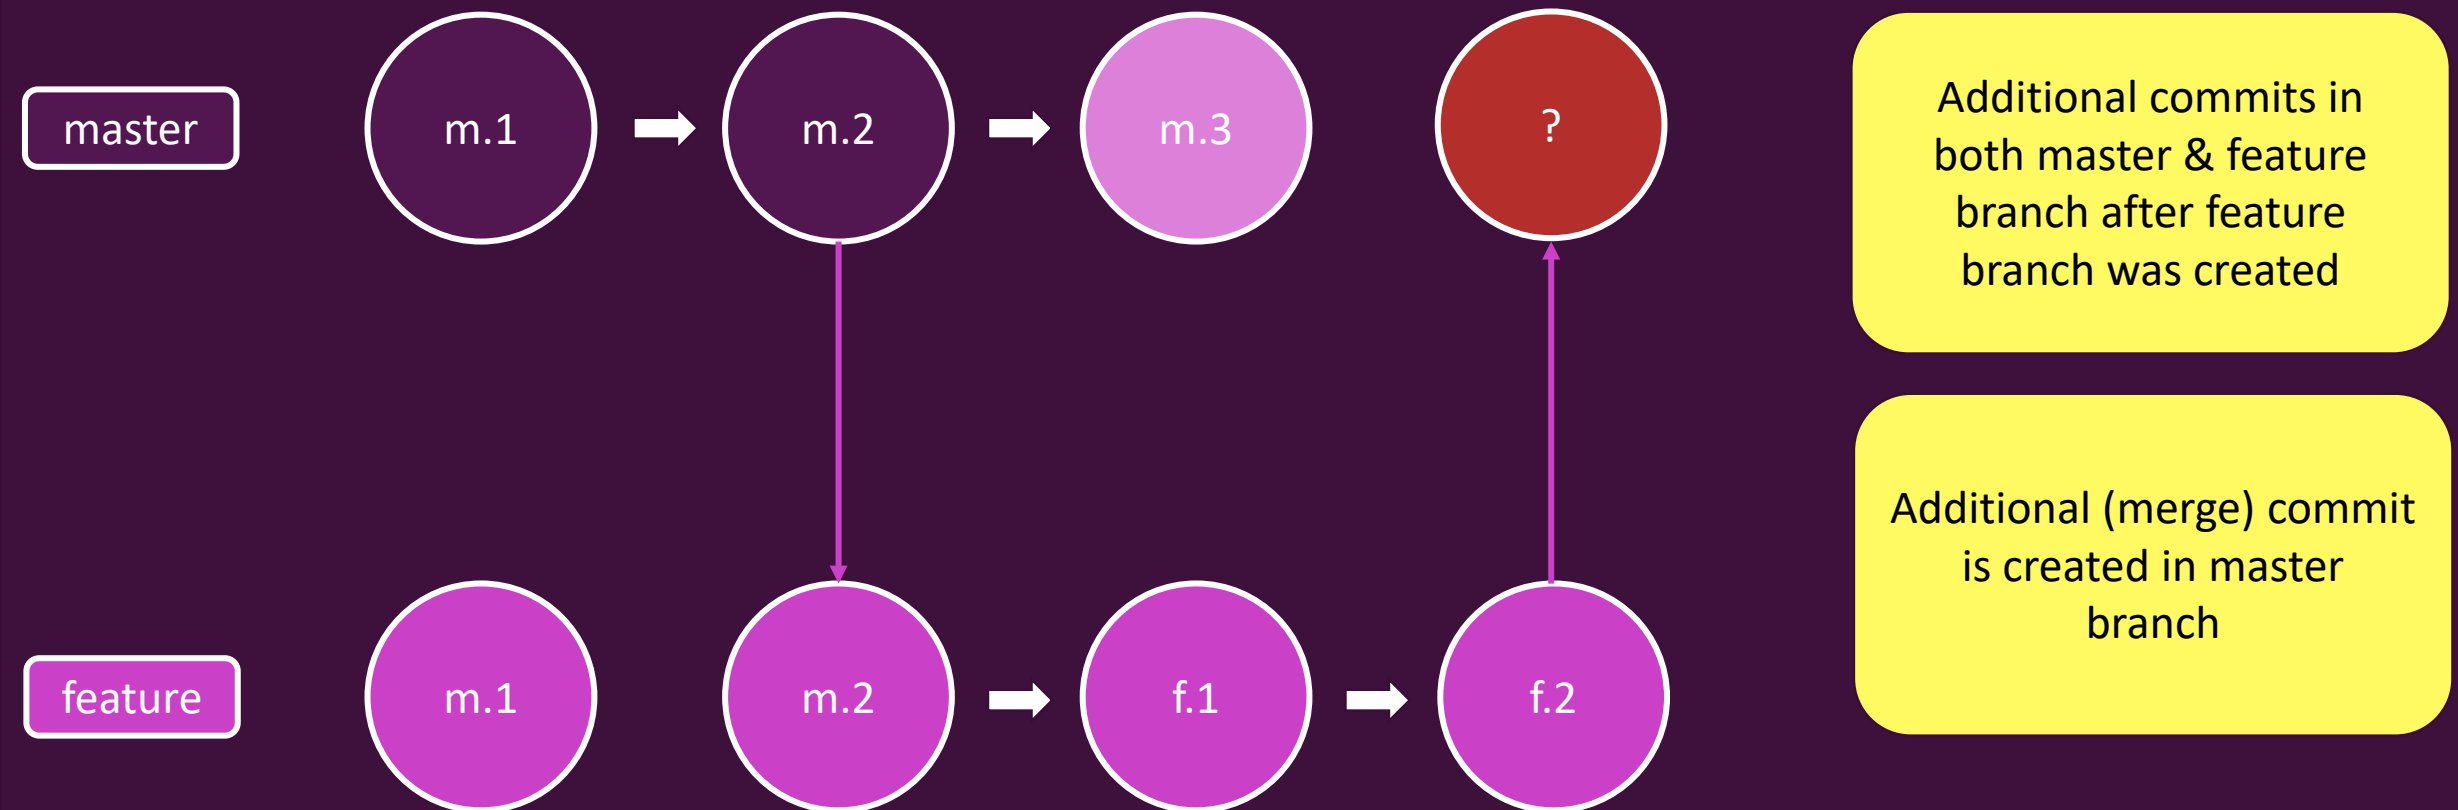 master
m.1
m.2
m.3
?
Additional commits in
both master & feature
branch after feature
branch was created
Additional (merge) commit
is created in master
branch
feature
m.1
m.2
f.1
f.2